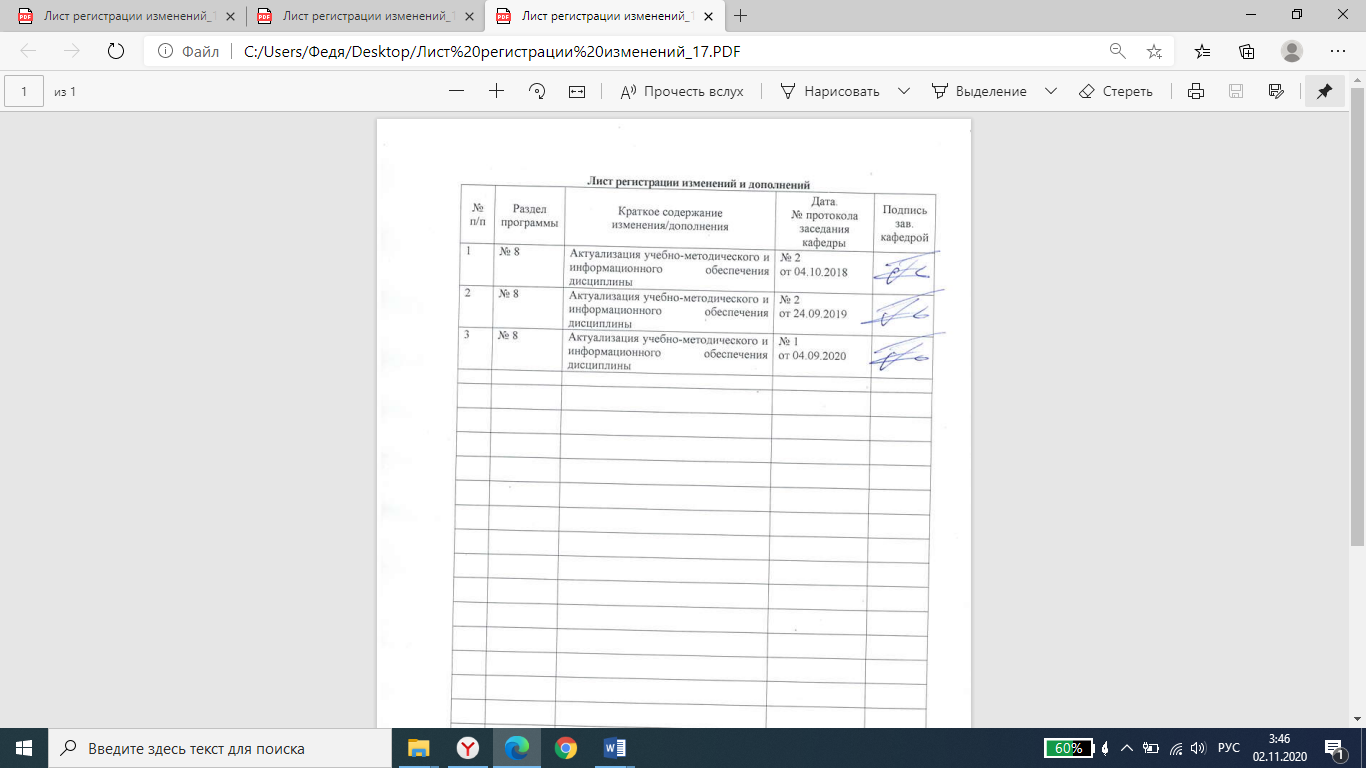 Лист регистрации изменений_1
Лист регистрации изменений_1
Лист регистрации изменений_1
Файл
C:/Users/Федя/Desktop/Лист%20регистрации%20изменений_17.PDF
1 из 1
Прочесть вслух
Нарисовать
Выделение
Стереть
Лист регистрации изменений и дополнений
№
п/п
Раздел
программы
Краткое содержание
изменения/дополнения
Дата.
№ протокола
заседания
кафедры
Подпись
зав.
кафедрой
1
№ 8
Актуализация учебно-методического и
информационного обеспечения
дисциплины
№ 2
от 04.10.2018
2
№ 8
Актуализация учебно-методического и
информационного обеспечения
дисциплины
№ 2
от 24.09.2019
3
№ 8
Актуализация учебно-методического и
информационного обеспечения
дисциплины
№ 1
от 04.09.2020
Введите здесь текст для поиска
60%
РУС
3:46
02.11.2020
1